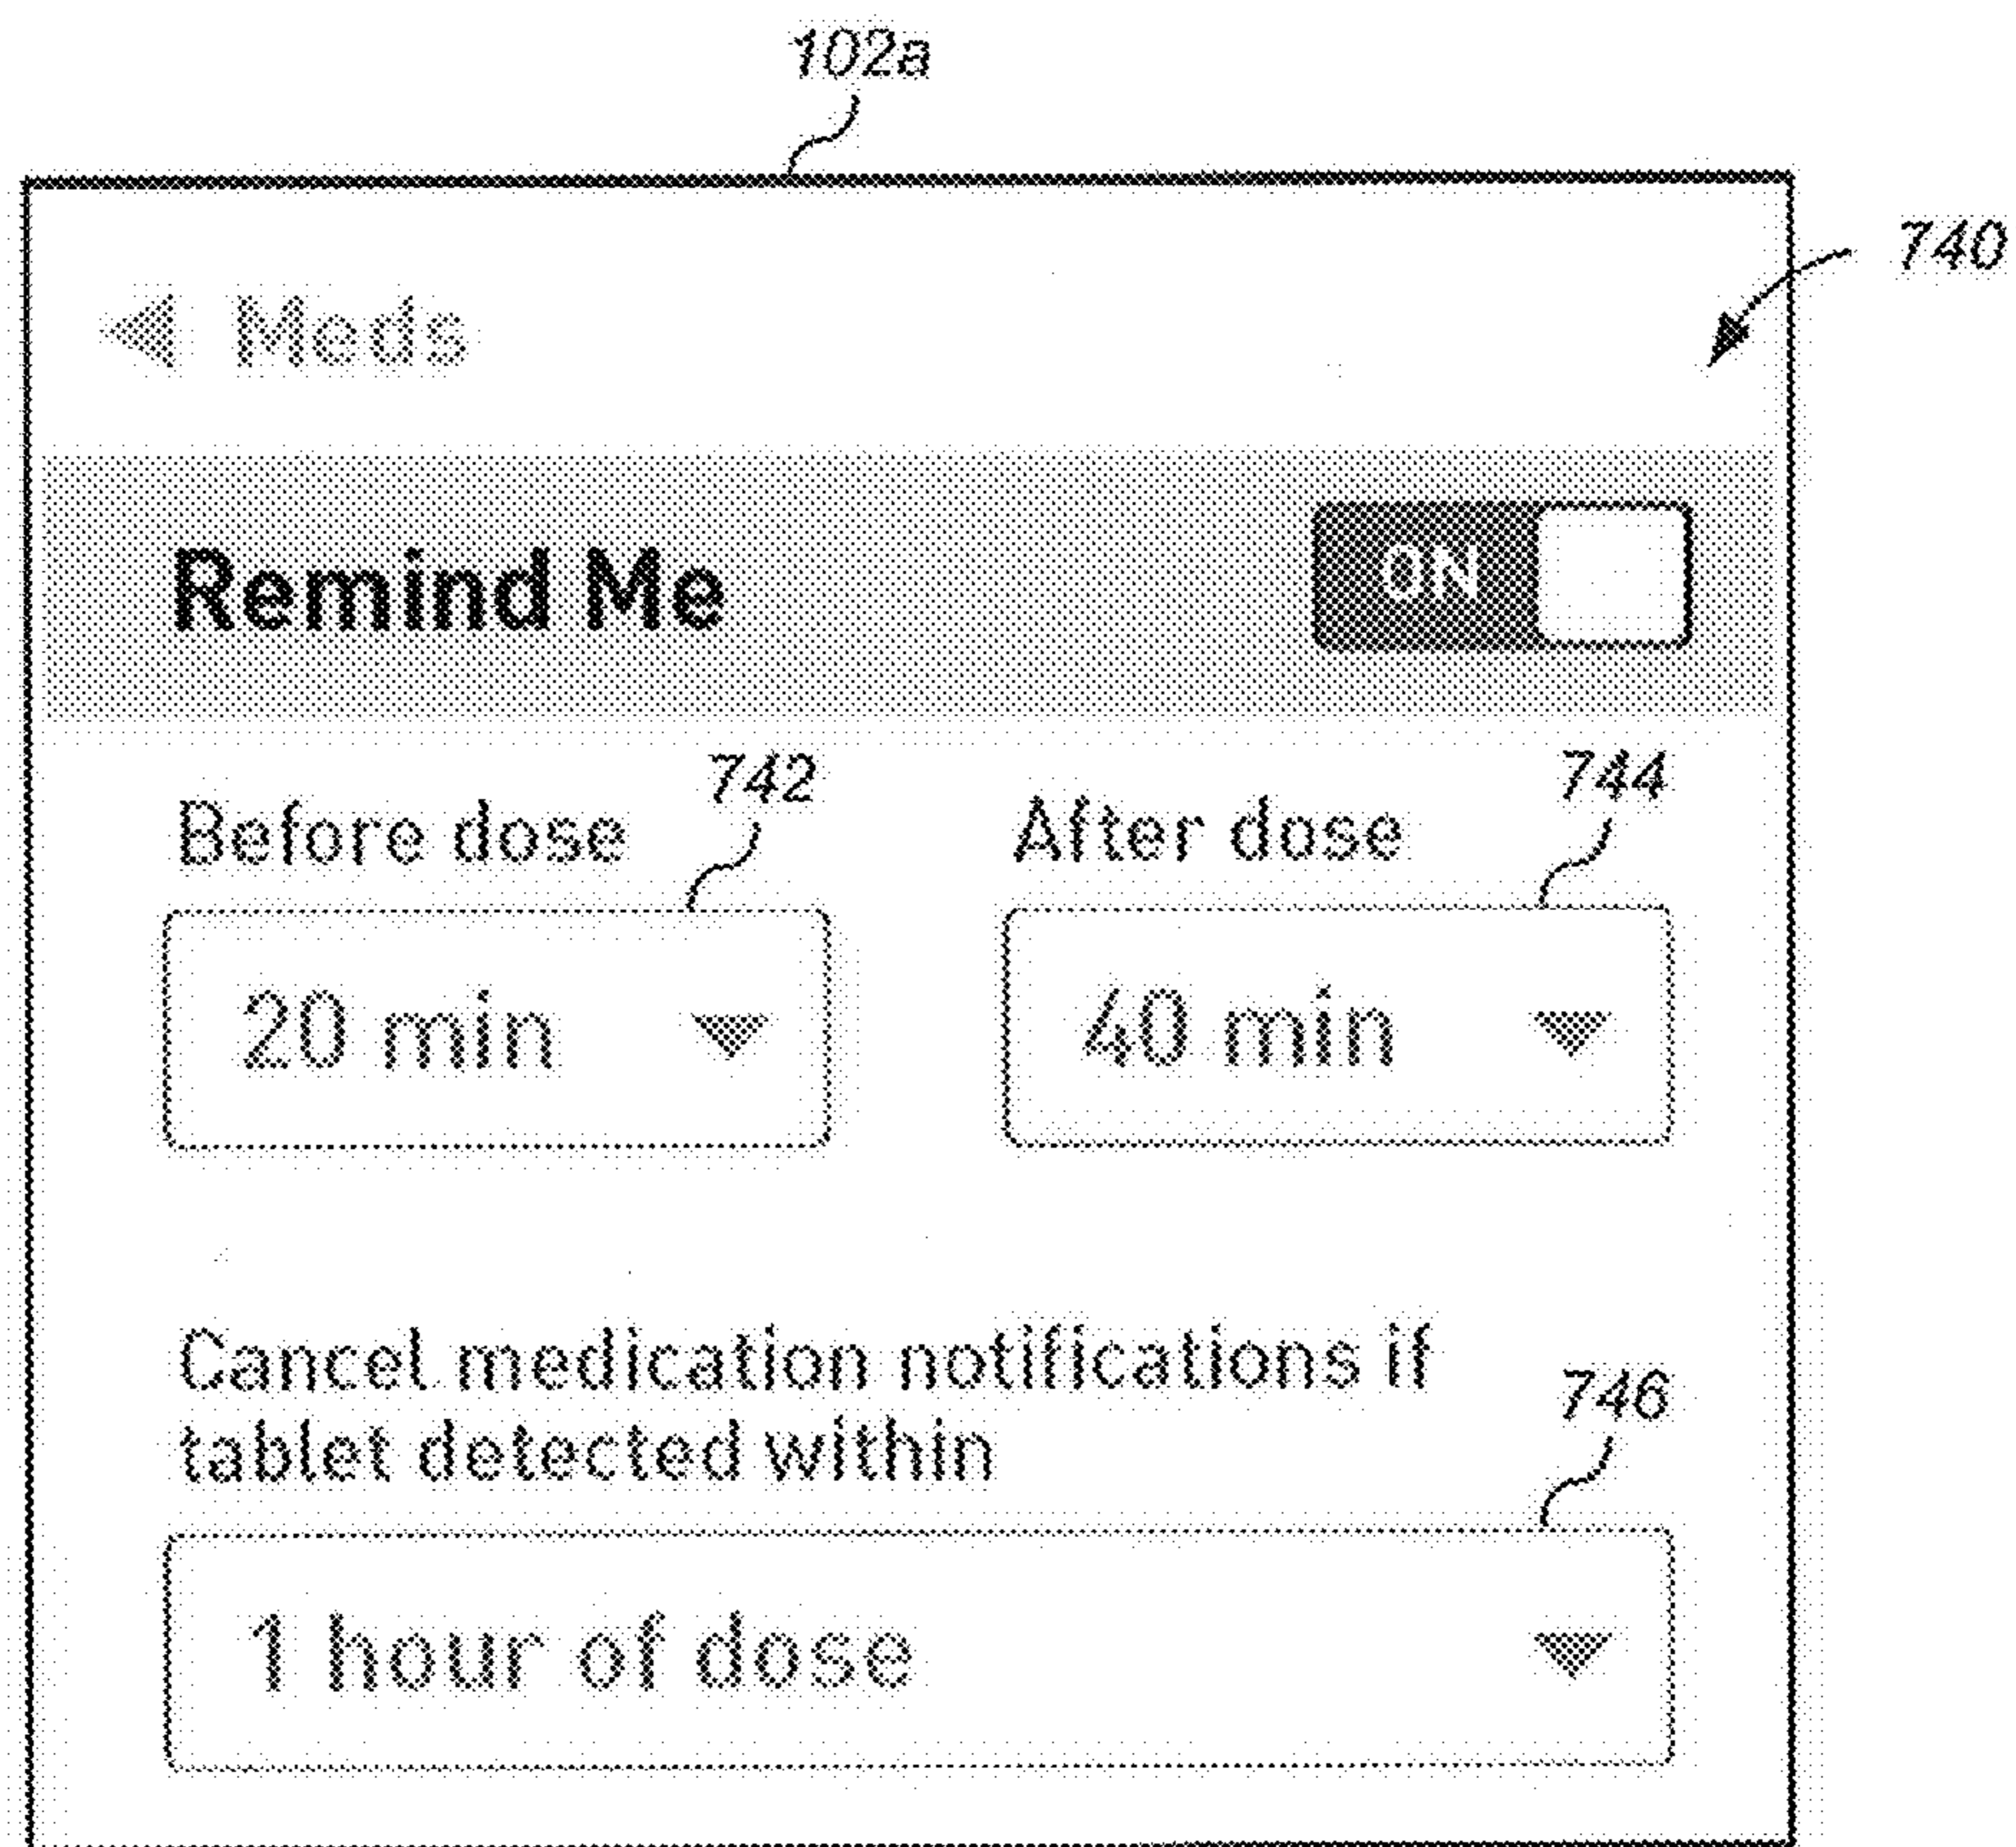 102a
740
Meds
Remind Me ON
742 744
Before dose After dose
20 min 40 min
Cancel medication notifications if
746
tablet detected within
1 hour of dose